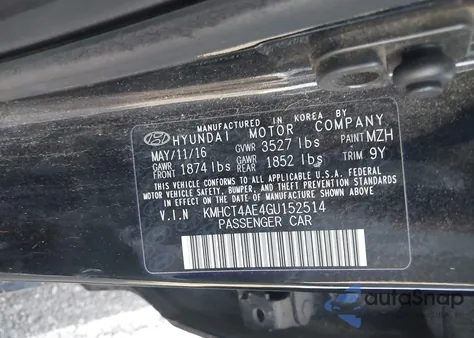 MANUFACTURED IN KOREA BY
HYUNDAI MOTOR COMPANY
MAY/11/16 GVWR 3527 lbs PAINT MZH
GAWR FRONT 1874 lbs GAWR REAR 1852 lbs TRIM 9Y
THIS VEHICLE CONFORMS TO ALL APPLICABLE U.S.A. FEDERAL
MOTOR VEHICLE SAFETY, BUMPER, AND THEFT PREVENTION
STANDARDS IN EFFECT ON THE DATE OF MANUFACTURE SHOWN ABOVE.
V.I.N KMHCT4AE4GU152514
PASSENGER CAR
autoSnap